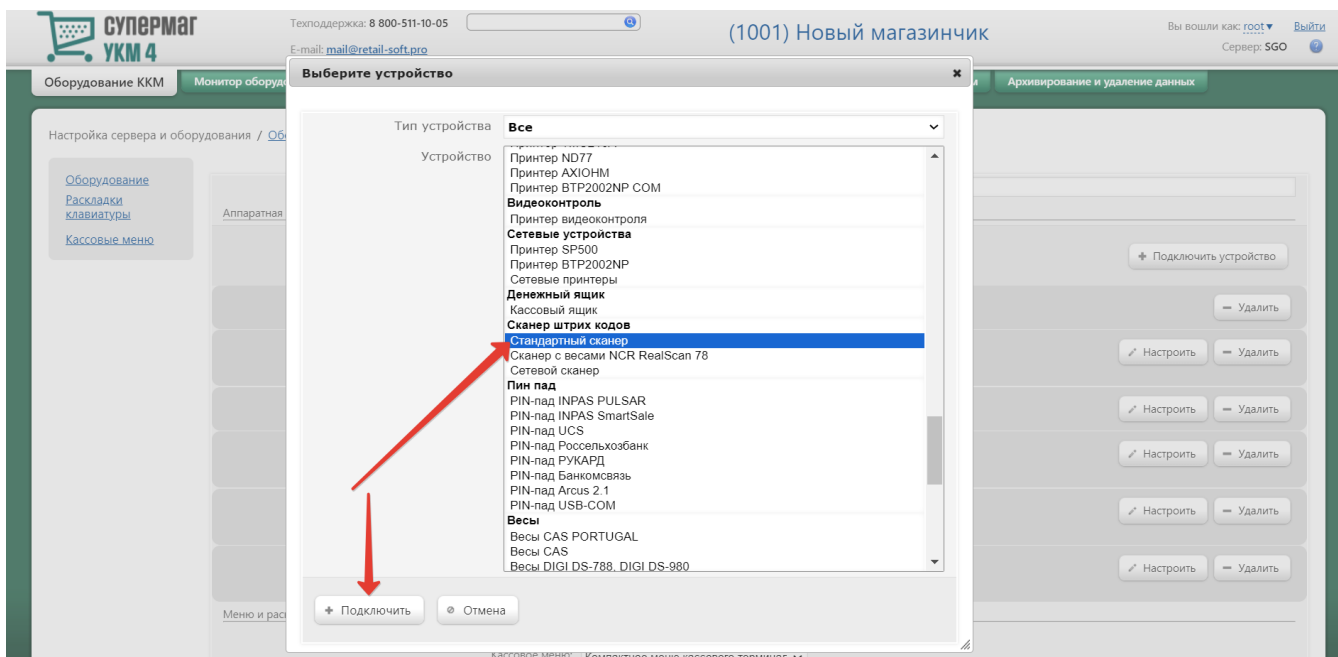 СУПЕРМАГ
УКМ 4
Техподдержка: 8 800-511-10-05
E-mail: mail@retail-soft.pro
(1001) Новый магазинчик
Вы вошли как: root▼ Выйти
Сервер: SGO ?
Оборудование ККМ Монитор оборудо Архивирование и удаление данных
Выберите устройство
Настройка сервера и оборудования / Обо
Оборудование
Раскладки
клавиатуры
Кассовые меню
Аппаратная
Тип устройства Все
Устройство
Принтер ND77
Принтер AXIOHM
Принтер BTP2002NP COM
Видеоконтроль
Принтер видеоконтроля
Сетевые устройства
Принтер SP500
Принтер BTP2002NP
Сетевые принтеры
Денежный ящик
Кассовый ящик
Сканер штрих кодов
Стандартный сканер
Сканер с весами NCR RealScan 78
Сетевой сканер
Пин пад
PIN-пад INPAS PULSAR
PIN-пад INPAS SmartSale
PIN-пад UCS
PIN-пад Россельхозбанк
PIN-пад РУКАРД
PIN-пад Банкомсвязь
PIN-пад Arcus 2.1
PIN-пад USB-COM
Весы
Весы CAS PORTUGAL
Весы CAS
Весы DIGI DS-788, DIGI DS-980
Подключить Отмена
Подключить устройство
Удалить
Настроить Удалить
Настроить Удалить
Настроить Удалить
Настроить Удалить
Настроить Удалить
Меню и рас
Кассовое меню: Компактное меню кассового терминал